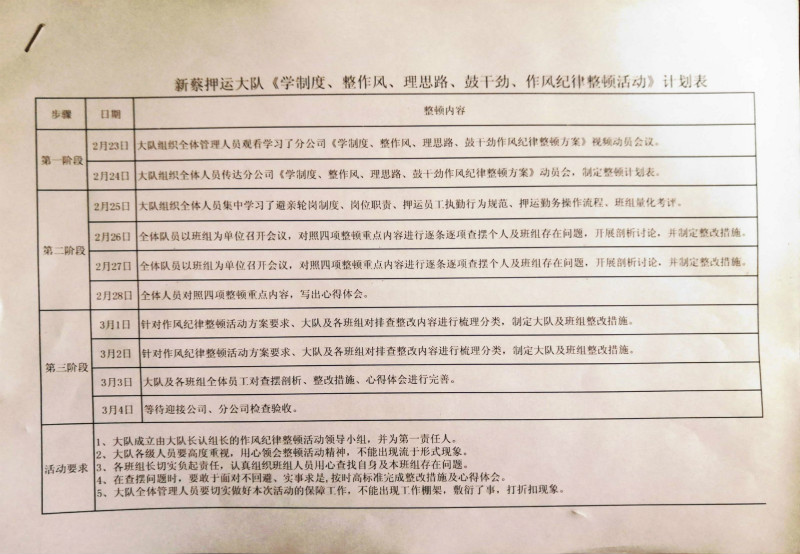 新蔡押运大队《学制度、整作风、理思路、鼓干劲、作风纪律整顿活动》计划表
步骤 日期 整顿内容
第一阶段
2月23日 大队组织全体管理人员观看学习了分公司《学制度、整作风、理思路、鼓干劲作风纪律整顿方案》视频动员会议。
2月24日 大队组织全体人员传达分公司《学制度、整作风、理思路、鼓干劲作风纪律整顿方案》动员会，制定整顿计划表。
第二阶段
2月25日 大队组织全体人员集中学习了避亲轮岗制度、岗位职责、押运员工执勤行为规范、押运勤务操作流程、班组量化考评。
2月26日 全体队员以班组为单位召开会议，对照四项整顿重点内容进行逐条逐项查摆个人及班组存在问题，开展剖析讨论，并制定整改措施。
2月27日 全体队员以班组为单位召开会议，对照四项整顿重点内容进行逐条逐项查摆个人及班组存在问题，开展剖析讨论，并制定整改措施。
2月28日 全体人员对照四项整顿重点内容，写出心得体会。
第三阶段
3月1日 针对作风纪律整顿活动方案要求、大队及各班组对排查整改内容进行梳理分类，制定大队及班组整改措施。
3月2日 针对作风纪律整顿活动方案要求、大队及各班组对排查整改内容进行梳理分类，制定大队及班组整改措施。
3月3日 大队及各班组全体员工对查摆剖析、整改措施、心得体会进行完善。
3月4日 等待迎接公司、分公司检查验收。
活动要求
1、大队成立由大队长认组长的作风纪律整顿活动领导小组，并为第一责任人。
2、大队各级人员要高度重视，用心领会整顿活动精神，不能出现流于形式现象。
3、各班组长切实负起责任，认真组织班组人员用心查找自身及本班组存在问题。
4、在查摆问题时，要敢于面对不回避、实事求是,按时高标准完成整改措施及心得体会。
5、大队全体管理人员要切实做好本次活动的保障工作，不能出现工作棚架，敷衍了事，打折扣现象。